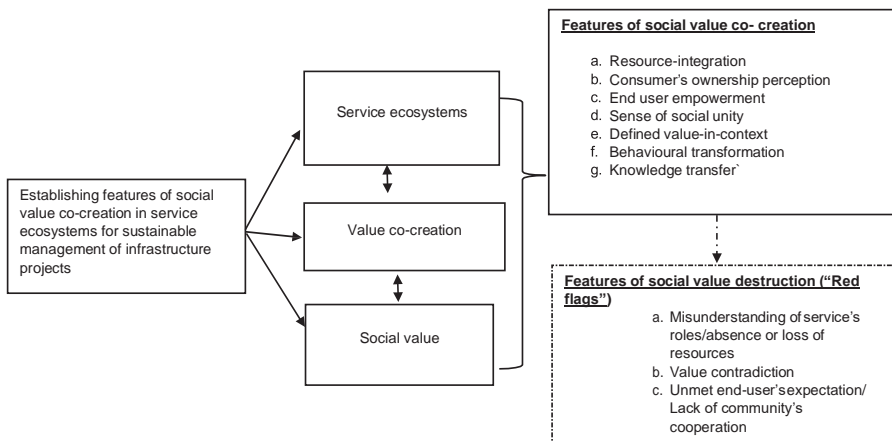 Establishing features of social
value co-creation in service
ecosystems for sustainable
management of infrastructure
projects
Service ecosystems
Value co-creation
Social value
Features of social value co- creation
a. Resource-integration
b. Consumer's ownership perception
c. End user empowerment
d. Sense of social unity
e. Defined value-in-context
f. Behavioural transformation
g. Knowledge transfer`
Features of social value destruction (“Red
flags”)
a. Misunderstanding of service's
roles/absence or loss of
resources
b. Value contradiction
c. Unmet end-user'sexpectation/
Lack of community's
cooperation